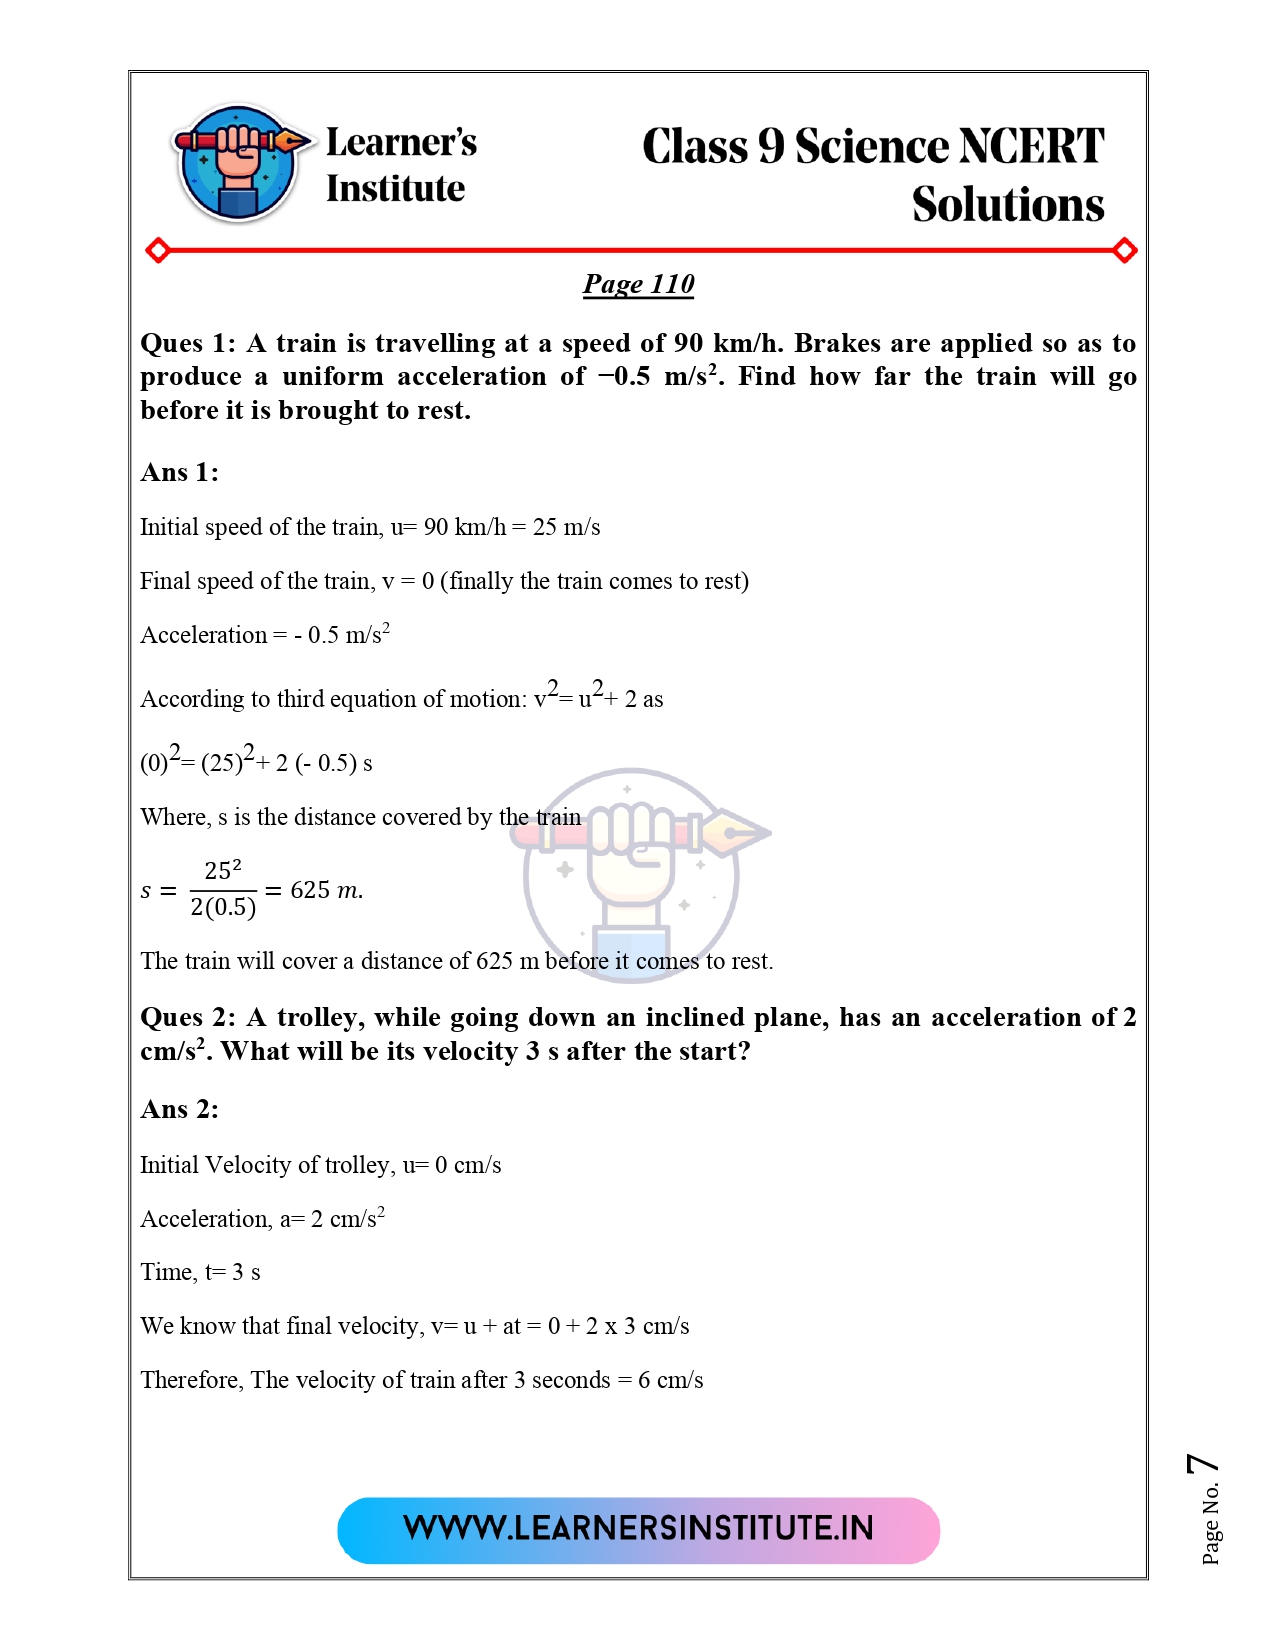 Learner's
Institute
Class 9 Science NCERT
Solutions
Page 110
Ques 1: A train is travelling at a speed of 90 km/h. Brakes are applied so as to
produce a uniform acceleration of −0.5 m/s². Find how far the train will go
before it is brought to rest.
Ans 1:
Initial speed of the train, u= 90 km/h = 25 m/s
Final speed of the train, v = 0 (finally the train comes to rest)
Acceleration = - 0.5 m/s²
According to third equation of motion: v²= u²+ 2 as
(0)²= (25)²+ 2 (- 0.5) s
Where, s is the distance covered by the train
s = 25²/2(0.5) = 625 m.
The train will cover a distance of 625 m before it comes to rest.
Ques 2: A trolley, while going down an inclined plane, has an acceleration of 2
cm/s². What will be its velocity 3 s after the start?
Ans 2:
Initial Velocity of trolley, u= 0 cm/s
Acceleration, a= 2 cm/s²
Time, t= 3 s
We know that final velocity, v= u + at = 0 + 2 x 3 cm/s
Therefore, The velocity of train after 3 seconds = 6 cm/s
WWW.LEARNERSINSTITUTE.IN
Page No. 7